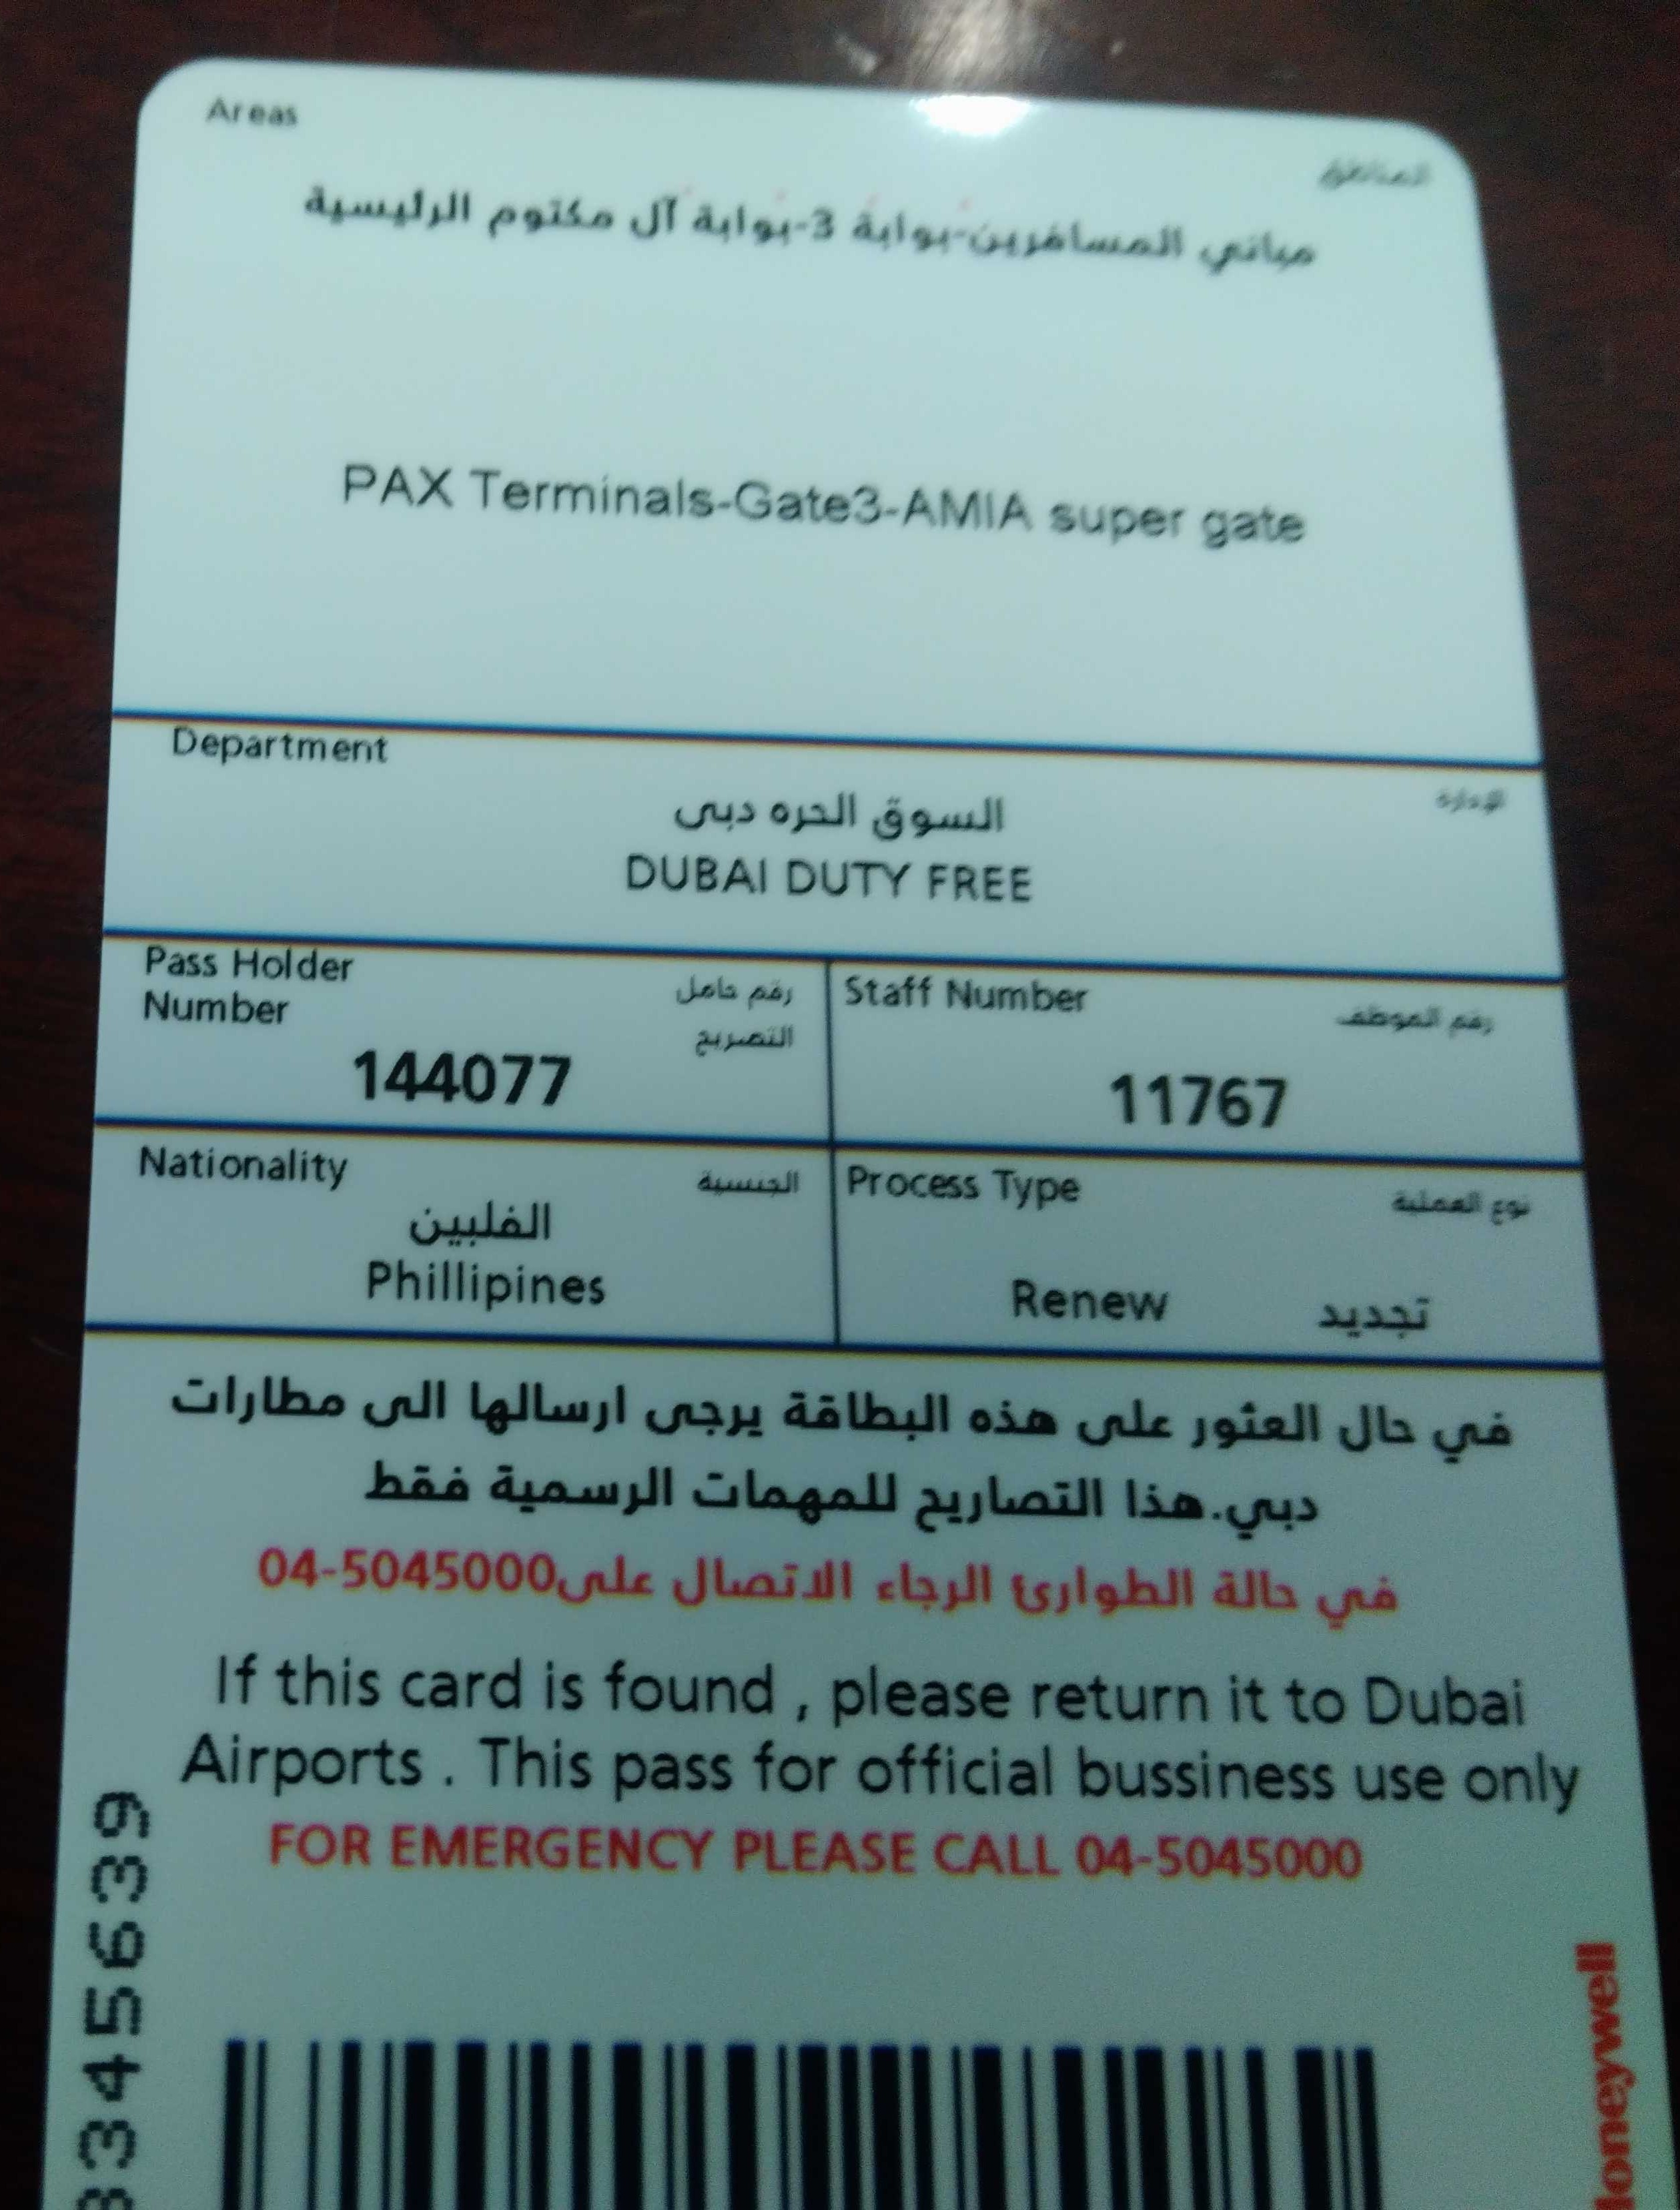 Areas
المناطق
مباني المسافرين-بوابة 3-بوابة آل مكتوم الرئيسية
PAX Terminals-Gate3-AMIA super gate
Department
الإدارة
السوق الحره دبى
DUBAI DUTY FREE
Pass Holder
Number
رقم حامل
التصريح
144077
Staff Number
رقم الموظف
11767
Nationality
الجنسية
الفلبين
Phillipines
Process Type
نوع العملية
Renew تجديد
في حال العثور على هذه البطاقة يرجى ارسالها الى مطارات
دبي.هذا التصاريح للمهمات الرسمية فقط
في حالة الطوارئ الرجاء الاتصال على04-5045000
If this card is found , please return it to Dubai
Airports . This pass for official bussiness use only
FOR EMERGENCY PLEASE CALL 04-5045000
3345639
oneywell